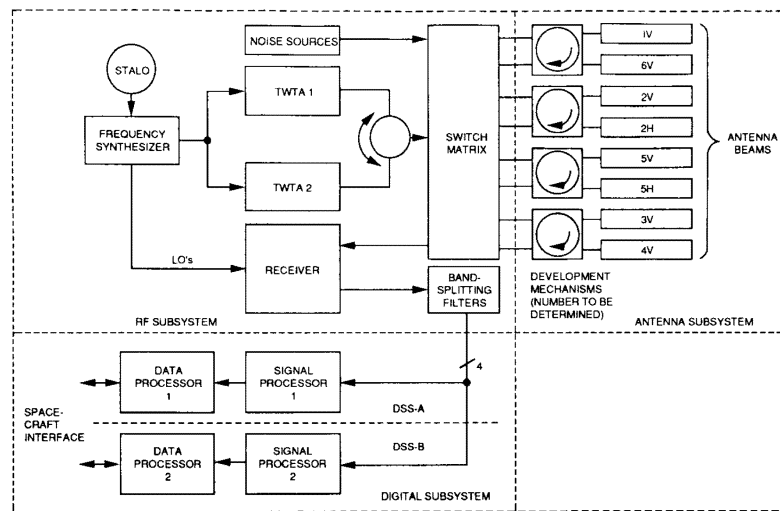 NOISE SOURCES
STALO
TWTA 1
FREQUENCY
SYNTHESIZER
TWTA 2
SWITCH
MATRIX
LO's
RECEIVER
BAND-
SPLITTING
FILTERS
RF SUBSYSTEM
1V
6V
2V
2H
5V
5H
3V
4V
ANTENNA
BEAMS
DEVELOPMENT
MECHANISMS
(NUMBER TO BE
DETERMINED)
ANTENNA SUBSYSTEM
4
SPACE-
CRAFT
INTERFACE
DATA
PROCESSOR
1
SIGNAL
PROCESSOR
1
DSS-A
DATA
PROCESSOR
2
SIGNAL
PROCESSOR
2
DSS-B
DIGITAL SUBSYSTEM